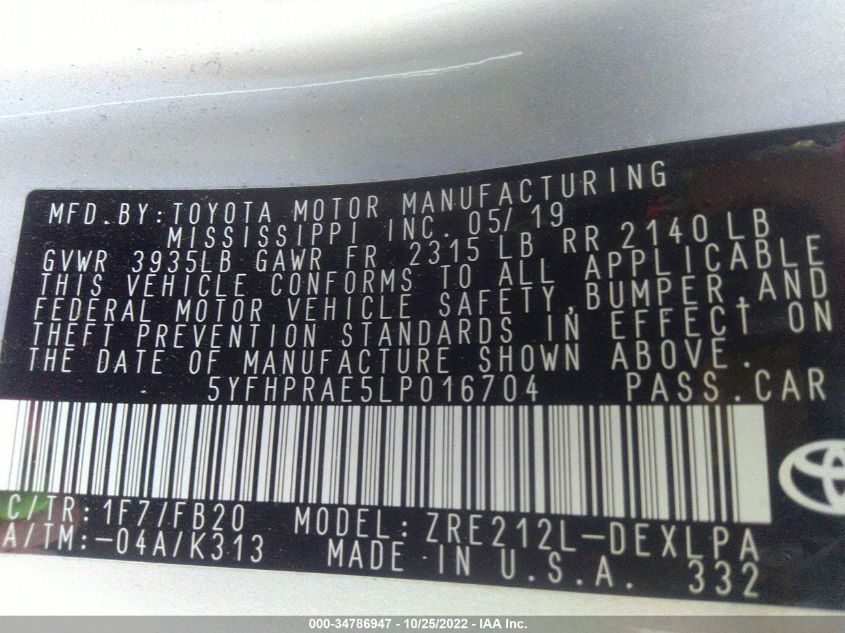 MFD.BY:TOYOTA MOTOR MANUFACTURING
MISSISSIPPI INC. 05/19
GVWR 3935LB GAWR FR 2315 LB RR 2140 LB
THIS VEHICLE CONFORMS TO ALL APPLICABLE
FEDERAL MOTOR VEHICLE SAFETY,BUMPER,AND
THEFT PREVENTION STANDARDS IN EFFECT ON
THE DATE OF MANUFACTURE SHOWN ABOVE.
5YFHPRAE5LP016704 PASS.CAR
C/TR: 1F7/FB20 MODEL: ZRE212L-DEXLPA
A/TM:-04A/K313 MADE IN U.S.A. 332
000-34786947 - 10/25/2022 - IAA Inc.